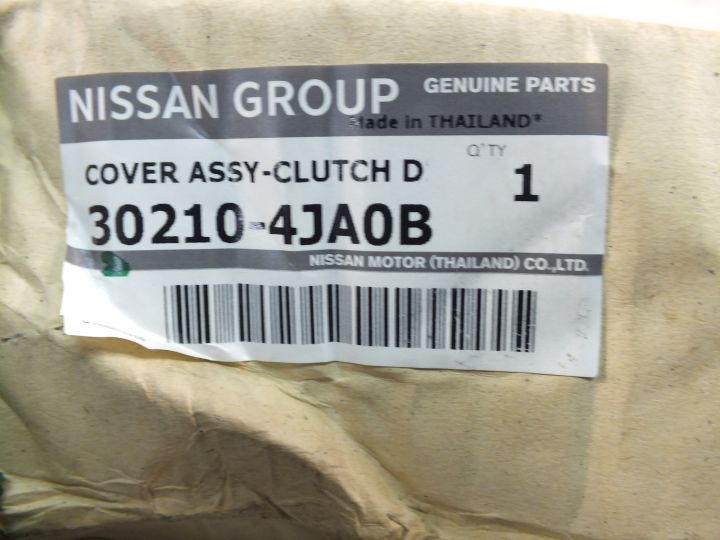 NISSAN GROUP GENUINE PARTS
Made in THAILAND*
COVER ASSY-CLUTCH D Q'TY 1
30210-4JA0B
NISSAN MOTOR (THAILAND) CO.,LTD.